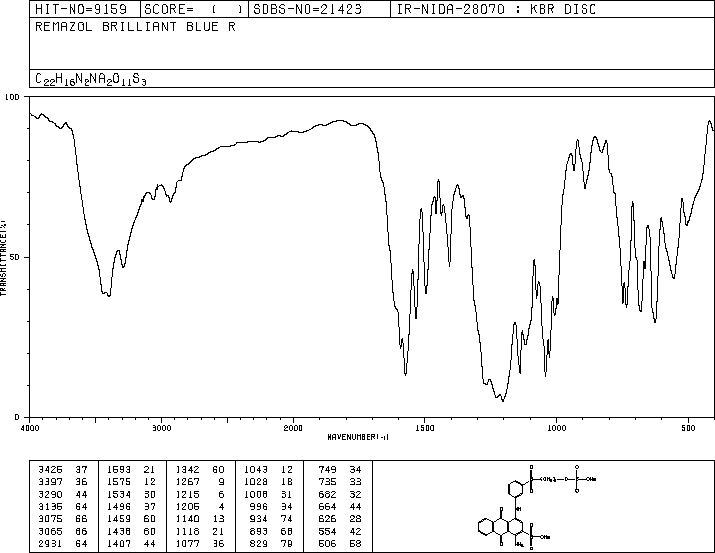 HIT-NO=9159 SCORE= ( ) SDBS-NO=21423 IR-NIDA-28070 : KBR DISC
REMAZOL BRILLIANT BLUE R
C22H16N2NA2O11S3
100
50
0
TRANSMITTANCE(%)
4000 3000 2000 1500 1000 500
WAVENUMBER(-1)
3425 37 1593 21 1342 60 1043 12 749 34
3397 36 1575 12 1267 9 1028 18 735 33
3290 44 1534 30 1215 6 1008 31 682 32
3135 64 1496 37 1205 4 996 34 664 44
3075 66 1459 60 1140 13 934 74 626 28
3065 66 1438 60 1118 21 893 68 554 42
2931 64 1407 44 1077 36 829 79 506 58